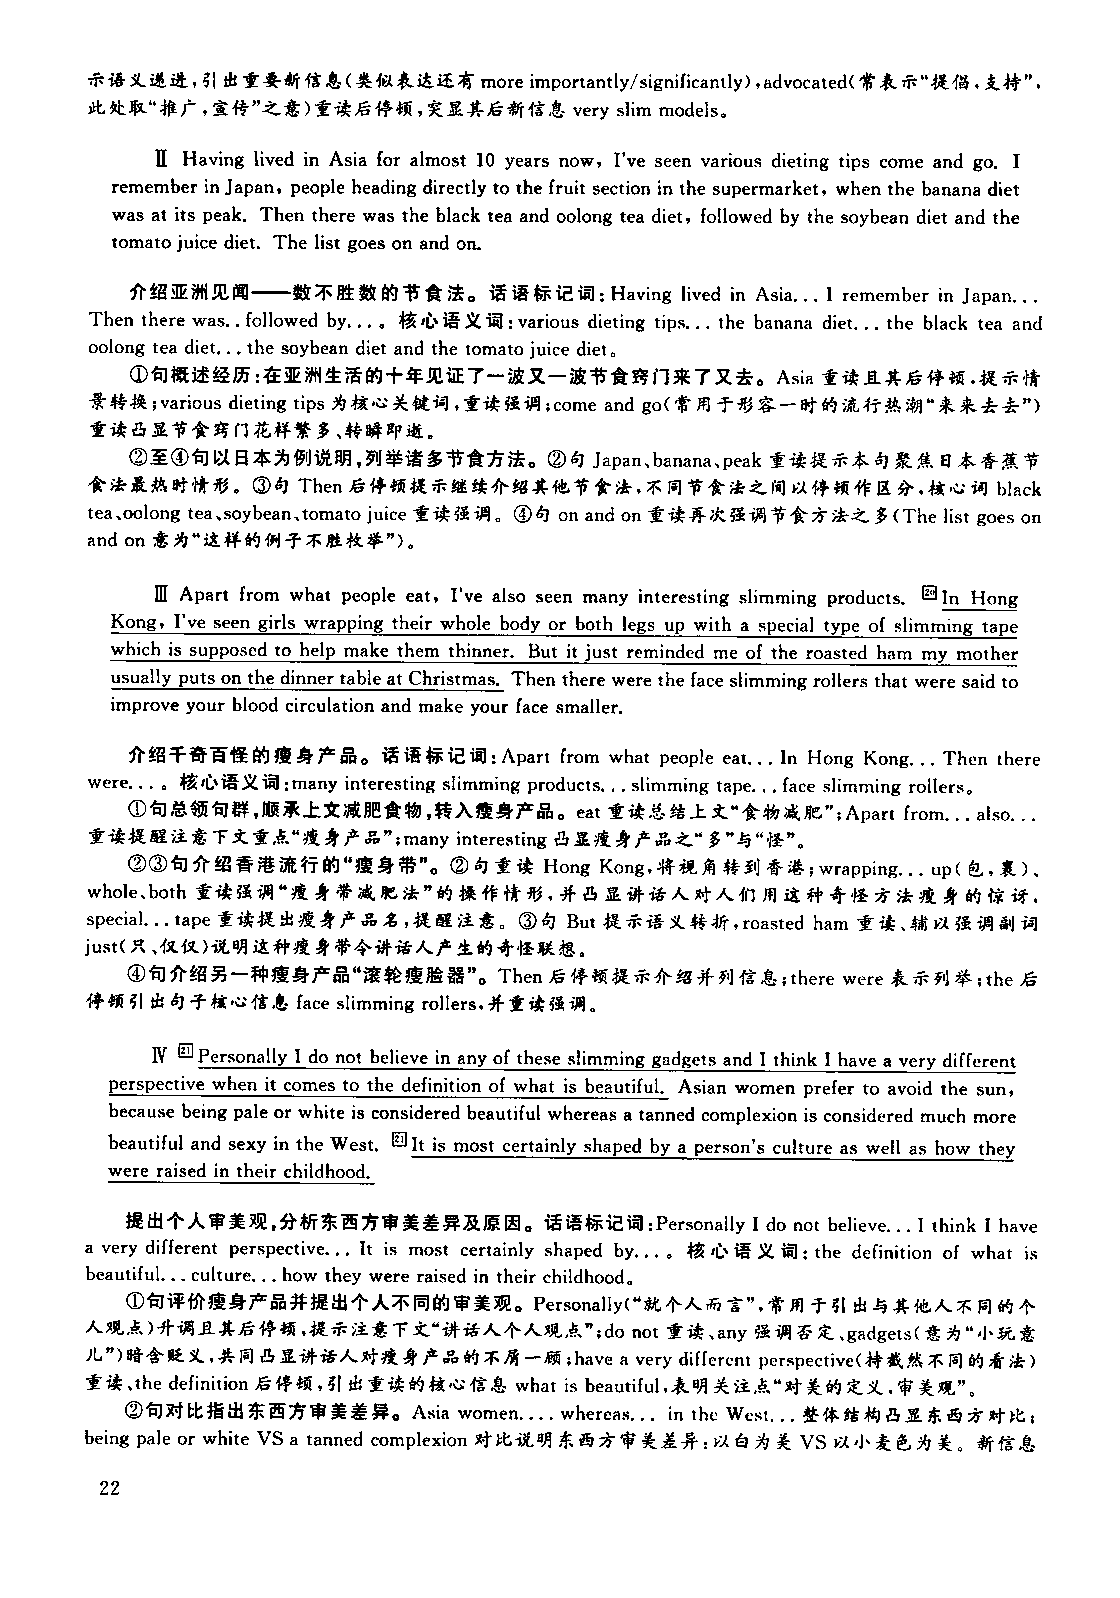 示语义递进,引出重要新信息(类似表达还有 more importantly/significantly),advocated(常表示“提倡,支持”,
此处取“推广,宣传”之意)重读后停顿,突显其后新信息 very slim models。
Ⅱ Having lived in Asia for almost 10 years now, I've seen various dieting tips come and go. I
remember in Japan, people heading directly to the fruit section in the supermarket, when the banana diet
was at its peak. Then there was the black tea and oolong tea diet, followed by the soybean diet and the
tomato juice diet. The list goes on and on.
介绍亚洲见闻——数不胜数的节食法。话语标记词:Having lived in Asia... I remember in Japan...
Then there was.. followed by...。核心语义词:various dieting tips... the banana diet... the black tea and
oolong tea diet... the soybean diet and the tomato juice diet。
①句概述经历:在亚洲生活的十年见证了一波又一波节食窍门来了又去。Asia 重读且其后停顿,提示情
景转换;various dieting tips 为核心关键词,重读强调;come and go(常用于形容一时的流行热潮“来来去去”)
重读凸显节食窍门花样繁多、转瞬即逝。
②至④句以日本为例说明,列举诸多节食方法。②句 Japan、banana、peak 重读提示本句聚焦日本香蕉节
食法最热时情形。③句 Then 后停顿提示继续介绍其他节食法,不同节食法之间以停顿作区分,核心词 black
tea、oolong tea、soybean、tomato juice 重读强调。④句 on and on 重读再次强调节食方法之多(The list goes on
and on 意为“这样的例子不胜枚举”)。
Ⅲ Apart from what people eat, I've also seen many interesting slimming products. [20]In Hong
Kong, I've seen girls wrapping their whole body or both legs up with a special type of slimming tape
which is supposed to help make them thinner. But it just reminded me of the roasted ham my mother
usually puts on the dinner table at Christmas. Then there were the face slimming rollers that were said to
improve your blood circulation and make your face smaller.
介绍千奇百怪的瘦身产品。话语标记词:Apart from what people eat... In Hong Kong... Then there
were...。核心语义词:many interesting slimming products... slimming tape... face slimming rollers。
①句总领句群,顺承上文减肥食物,转入瘦身产品。eat 重读总结上文“食物减肥”;Apart from... also...
重读提醒注意下文重点“瘦身产品”;many interesting 凸显瘦身产品之“多”与“怪”。
②③句介绍香港流行的“瘦身带”。②句重读 Hong Kong,将视角转到香港;wrapping... up(包,裹)、
whole、both 重读强调“瘦身带减肥法”的操作情形,并凸显讲话人对人们用这种奇怪方法瘦身的惊讶,
special... tape 重读提出瘦身产品名,提醒注意。③句 But 提示语义转折,roasted ham 重读、辅以强调副词
just(只、仅仅)说明这种瘦身带令讲话人产生的奇怪联想。
④句介绍另一种瘦身产品“滚轮瘦脸器”。Then 后停顿提示介绍并列信息;there were 表示列举;the 后
停顿引出句子核心信息 face slimming rollers,并重读强调。
Ⅳ [21]Personally I do not believe in any of these slimming gadgets and I think I have a very different
perspective when it comes to the definition of what is beautiful. Asian women prefer to avoid the sun,
because being pale or white is considered beautiful whereas a tanned complexion is considered much more
beautiful and sexy in the West. [21]It is most certainly shaped by a person's culture as well as how they
were raised in their childhood.
提出个人审美观,分析东西方审美差异及原因。话语标记词:Personally I do not believe... I think I have
a very different perspective... It is most certainly shaped by...。核心语义词: the definition of what is
beautiful... culture... how they were raised in their childhood。
①句评价瘦身产品并提出个人不同的审美观。Personally(“就个人而言”,常用于引出与其他人不同的个
人观点)升调且其后停顿,提示注意下文“讲话人个人观点”;do not 重读、any 强调否定、gadgets(意为“小玩意
儿”)暗含贬义,共同凸显讲话人对瘦身产品的不屑一顾;have a very different perspective(持截然不同的看法)
重读、the definition 后停顿,引出重读的核心信息 what is beautiful,表明关注点“对美的定义,审美观”。
②句对比指出东西方审美差异。Asia women.... whereas... in the West... 整体结构凸显东西方对比;
being pale or white VS a tanned complexion 对比说明东西方审美差异:以白为美 VS 以小麦色为美。新信息
22